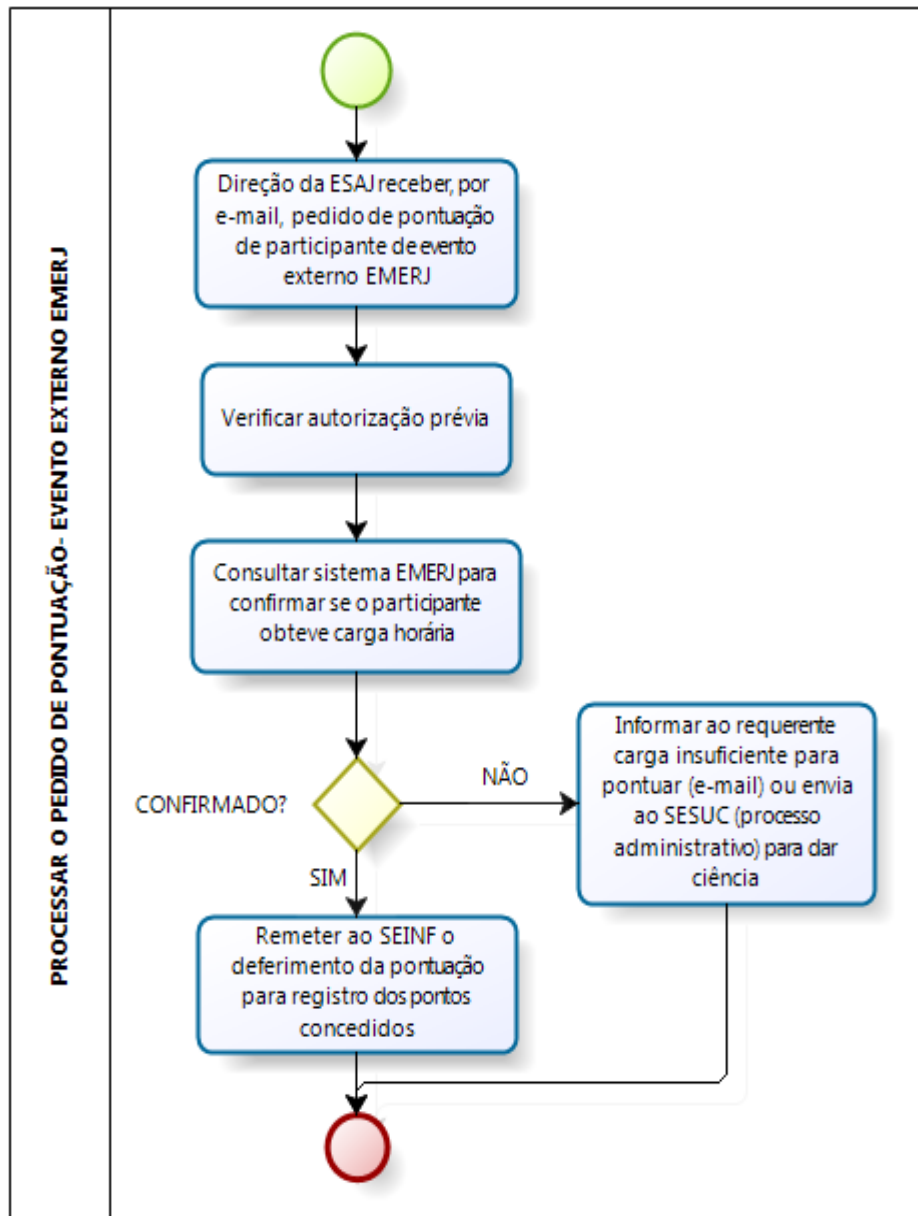 PROCESSAR O PEDIDO DE PONTUAÇÃO- EVENTO EXTERNO EMERJ
Direção da ESAJ receber, por
e-mail, pedido de pontuação
de participante de evento
externo EMERJ
Verificar autorização prévia
Consultar sistema EMERJ para
confirmar se o participante
obteve carga horária
CONFIRMADO?
NÃO
Informar ao requerente
carga insuficiente para
pontuar (e-mail) ou envia
ao SESUC (processo
administrativo) para dar
ciência
SIM
Remeter ao SEINF o
deferimento da pontuação
para registro dos pontos
concedidos